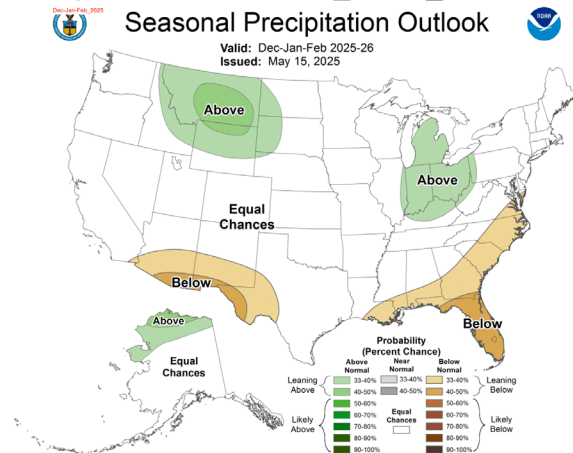 Dec-Jan-Feb_2025
Seasonal Precipitation Outlook
NOAA
Valid: Dec-Jan-Feb 2025-26
Issued: May 15, 2025
Above
Above
Equal
Chances
Below
Below
Above
Equal
Chances
Probability
(Percent Chance)
Above
Normal
Near
Normal
Below
Normal
Leaning
Above
33-40%
40-50%
33-40%
40-50%
33-40%
40-50%
Leaning
Below
Likely
Above
50-60%
60-70%
70-80%
80-90%
90-100%
Equal
Chances
50-60%
60-70%
70-80%
80-90%
90-100%
Likely
Below